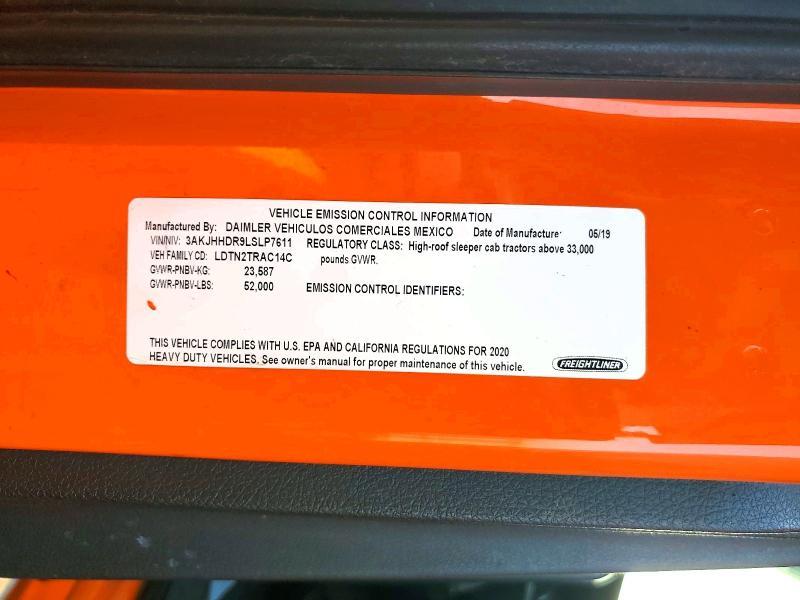 VEHICLE EMISSION CONTROL INFORMATION
Manufactured By: DAIMLER VEHICULOS COMERCIALES MEXICO Date of Manufacture: 05/19
VIN/NIV: 3AKJHHDR9LSLP7611 REGULATORY CLASS: High-roof sleeper cab tractors above 33,000
VEH FAMILY CD: LDTN2TRAC14C pounds GVWR.
GVWR-PNBV-KG: 23,587
GVWR-PNBV-LBS: 52,000 EMISSION CONTROL IDENTIFIERS:
THIS VEHICLE COMPLIES WITH U.S. EPA AND CALIFORNIA REGULATIONS FOR 2020
HEAVY DUTY VEHICLES. See owner's manual for proper maintenance of this vehicle.
FREIGHTLINER